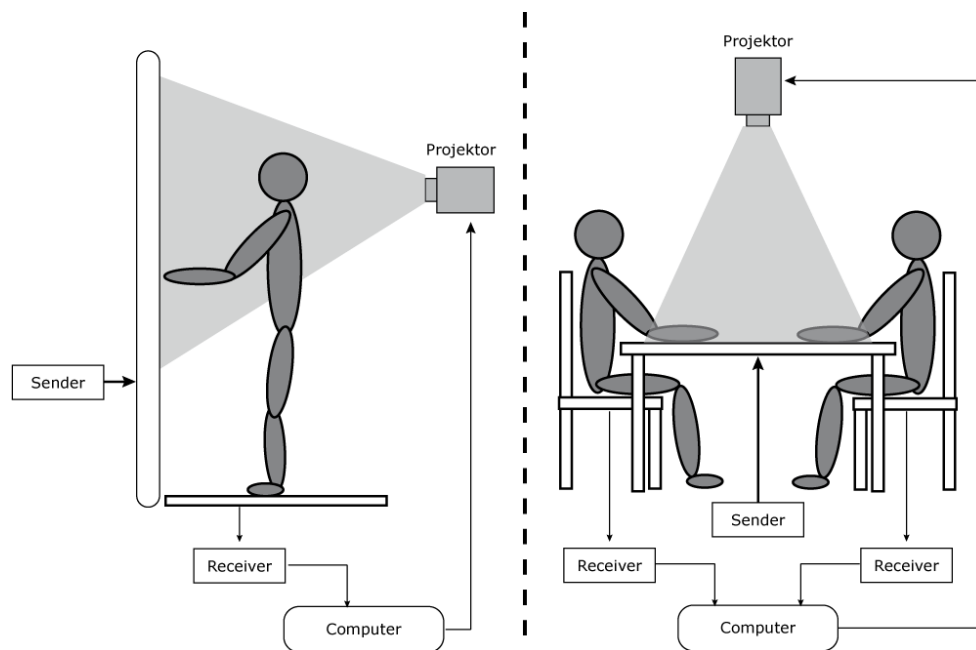 Projektor
Sender
Receiver
Computer
Projektor
Sender
Receiver
Receiver
Computer